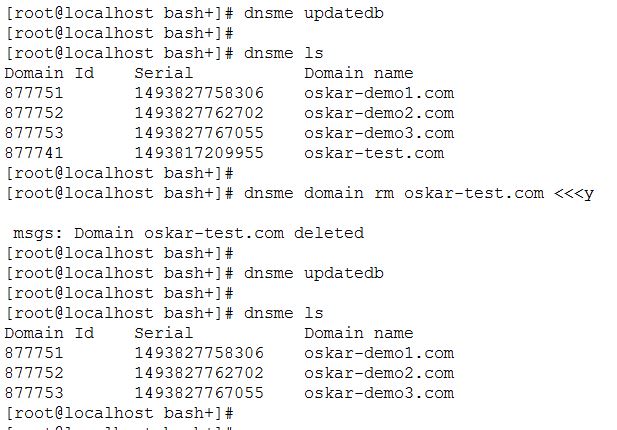 [root@localhost bash+]# dnsme updatedb
[root@localhost bash+]#
[root@localhost bash+]# dnsme ls
Domain Id    Serial           Domain name
877751       1493827758306    oskar-demo1.com
877752       1493827762702    oskar-demo2.com
877753       1493827767055    oskar-demo3.com
877741       1493817209955    oskar-test.com
[root@localhost bash+]#
[root@localhost bash+]# dnsme domain rm oskar-test.com <<<y

 msgs: Domain oskar-test.com deleted
[root@localhost bash+]#
[root@localhost bash+]# dnsme updatedb
[root@localhost bash+]#
[root@localhost bash+]# dnsme ls
Domain Id    Serial           Domain name
877751       1493827758306    oskar-demo1.com
877752       1493827762702    oskar-demo2.com
877753       1493827767055    oskar-demo3.com
[root@localhost bash+]#